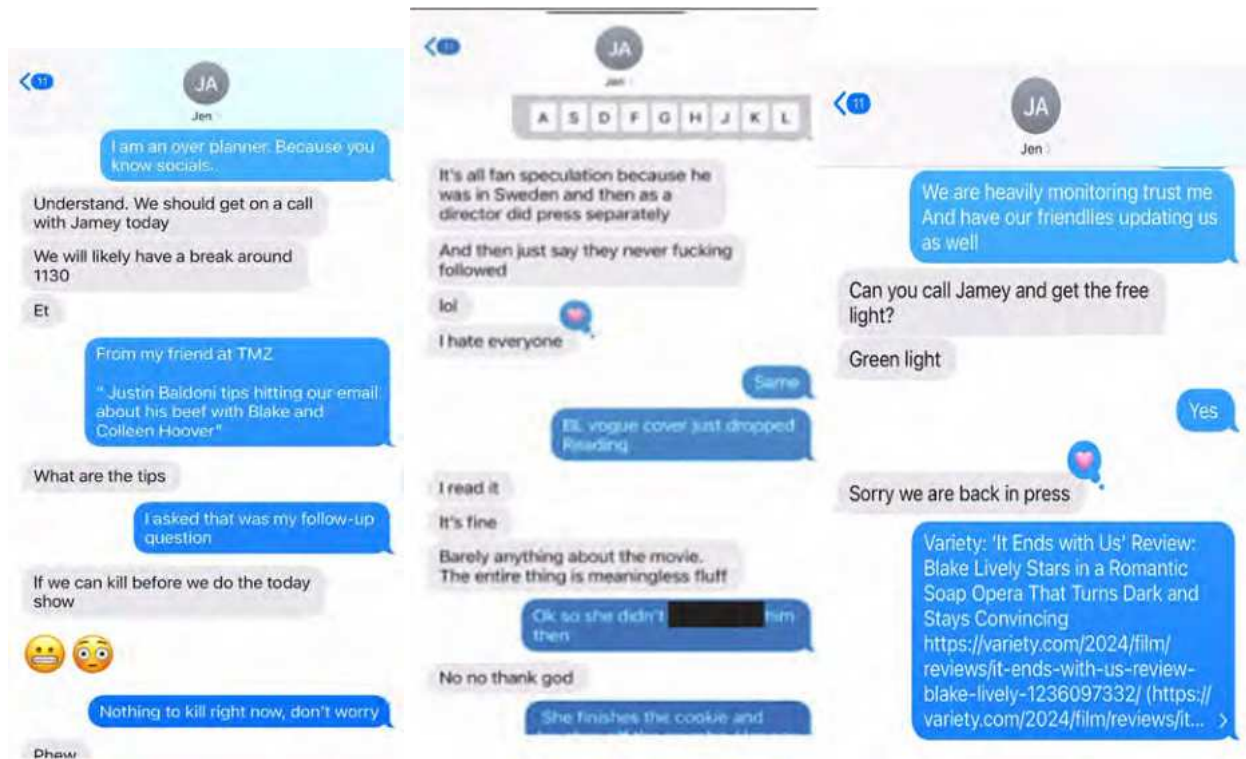 11
JA
Jen
I am an over planner. Because you
know socials..
Understand. We should get on a call
with Jamey today
We will likely have a break around
1130
Et
From my friend at TMZ
" Justin Baldoni tips hitting our email
about his beef with Blake and
Colleen Hoover"
What are the tips
I asked that was my follow-up
question
If we can kill before we do the today
show
Nothing to kill right now, don't worry
Phew
11
JA
Jen
A S D F G H J K L
It's all fan speculation because he
was in Sweden and then as a
director did press separately
And then just say they never fucking
followed
lol
I hate everyone
Same
BL vogue cover just dropped
Reading
I read it
It's fine
Barely anything about the movie.
The entire thing is meaningless fluff
Ok so she didn't him
then
No no thank god
She finishes the cookie and
11
JA
Jen
We are heavily monitoring trust me
And have our friendlies updating us
as well
Can you call Jamey and get the free
light?
Green light
Yes
Sorry we are back in press
Variety: 'It Ends with Us' Review:
Blake Lively Stars in a Romantic
Soap Opera That Turns Dark and
Stays Convincing
https://variety.com/2024/film/
reviews/it-ends-with-us-review-
blake-lively-1236097332/ (https://
variety.com/2024/film/reviews/it...